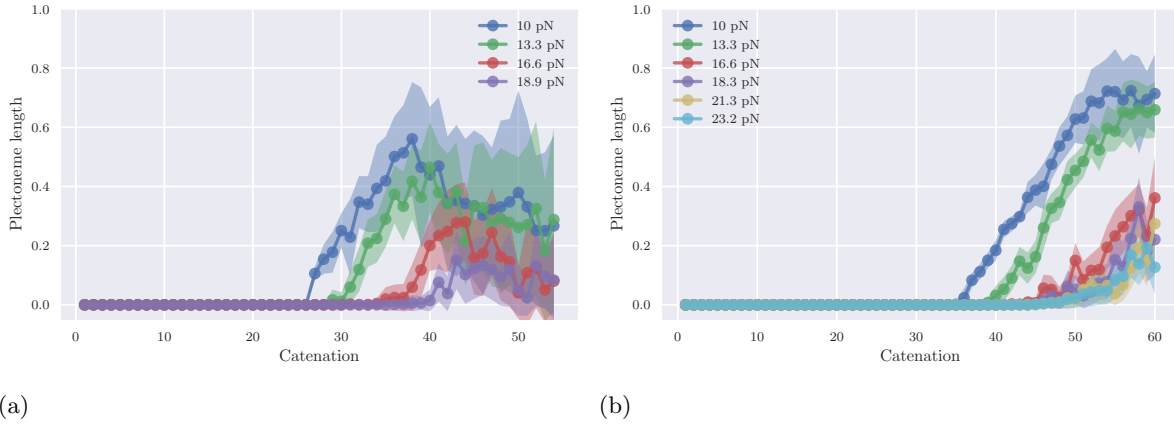 1.0
0.8
0.6
0.4
0.2
0.0
Plectoneme length
0
10
20
30
40
50
Catenation
10 pN
13.3 pN
16.6 pN
18.9 pN
(a)
1.0
0.8
0.6
0.4
0.2
0.0
Plectoneme length
0
10
20
30
40
50
60
Catenation
10 pN
13.3 pN
16.6 pN
18.3 pN
21.3 pN
23.2 pN
(b)